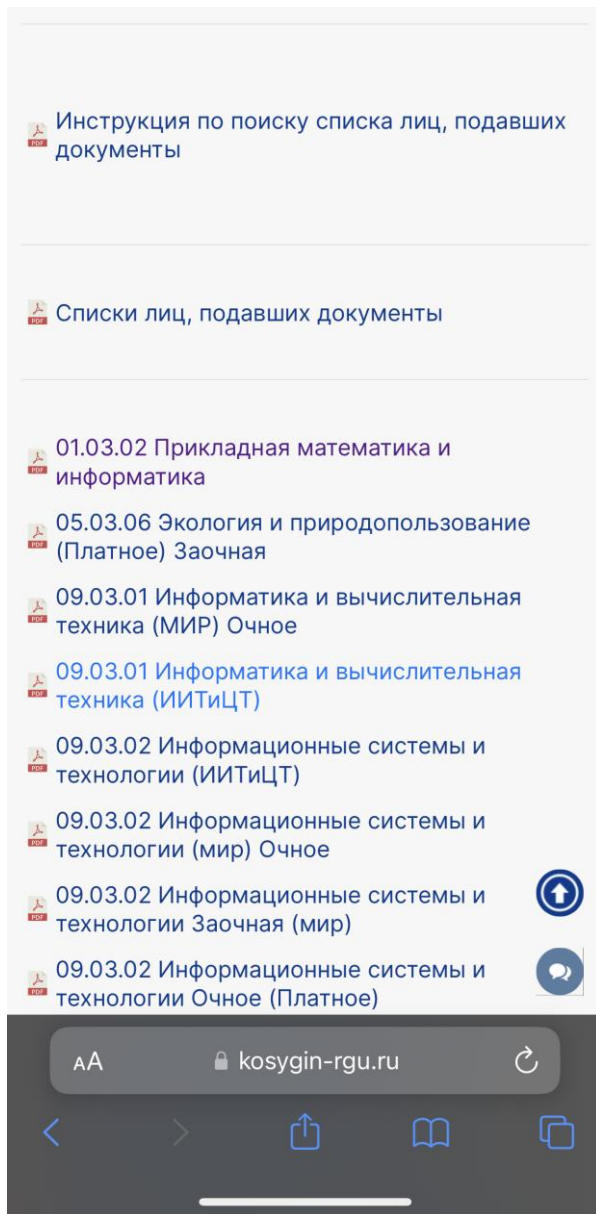 Инструкция по поиску списка лиц, подавших
документы
Списки лиц, подавших документы
01.03.02 Прикладная математика и
информатика
05.03.06 Экология и природопользование
(Платное) Заочная
09.03.01 Информатика и вычислительная
техника (МИР) Очное
09.03.01 Информатика и вычислительная
техника (ИИТиЦТ)
09.03.02 Информационные системы и
технологии (ИИТиЦТ)
09.03.02 Информационные системы и
технологии (мир) Очное
09.03.02 Информационные системы и
технологии Заочная (мир)
09.03.02 Информационные системы и
технологии Очное (Платное)
AA kosygin-rgu.ru